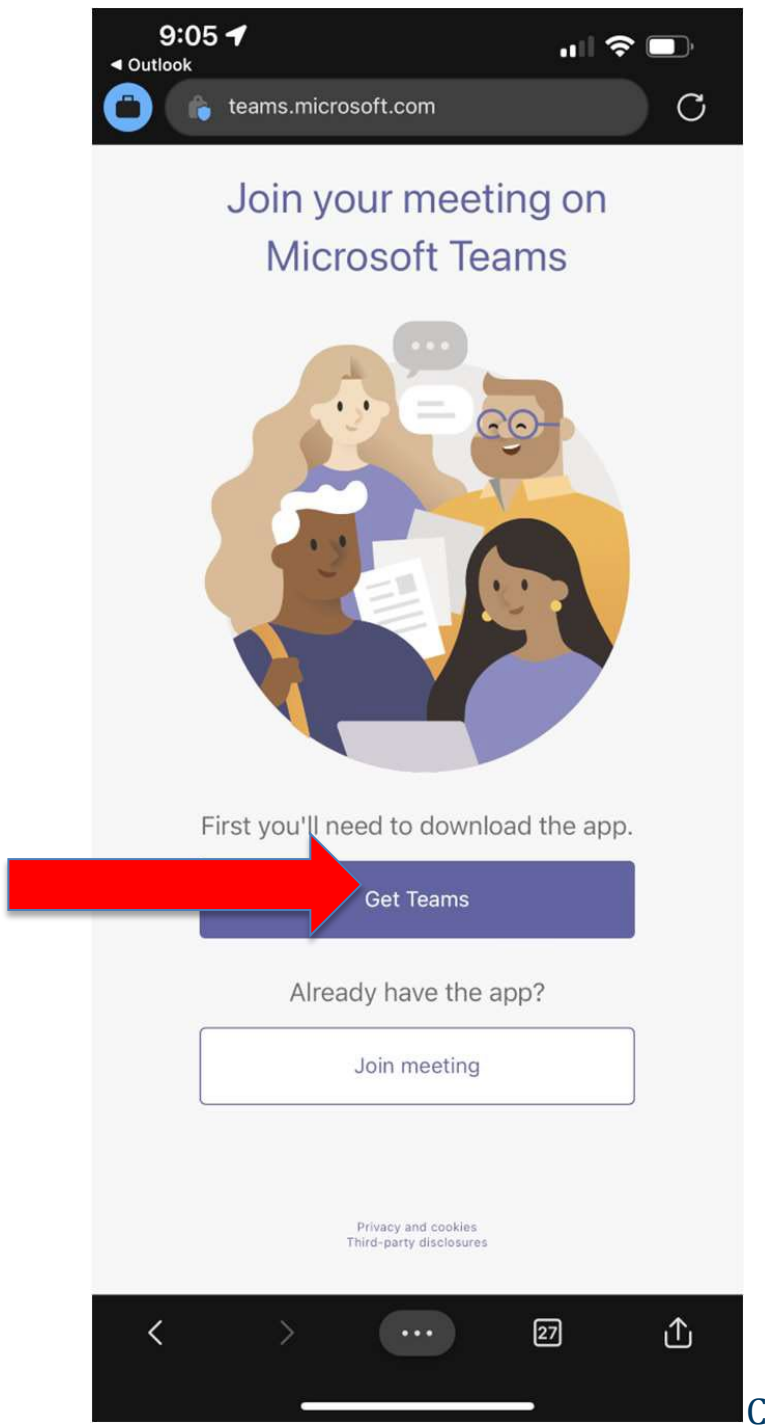 9:05
◄ Outlook
teams.microsoft.com
Join your meeting on
Microsoft Teams
First you'll need to download the app.
Get Teams
Already have the app?
Join meeting
Privacy and cookies
Third-party disclosures
27
C